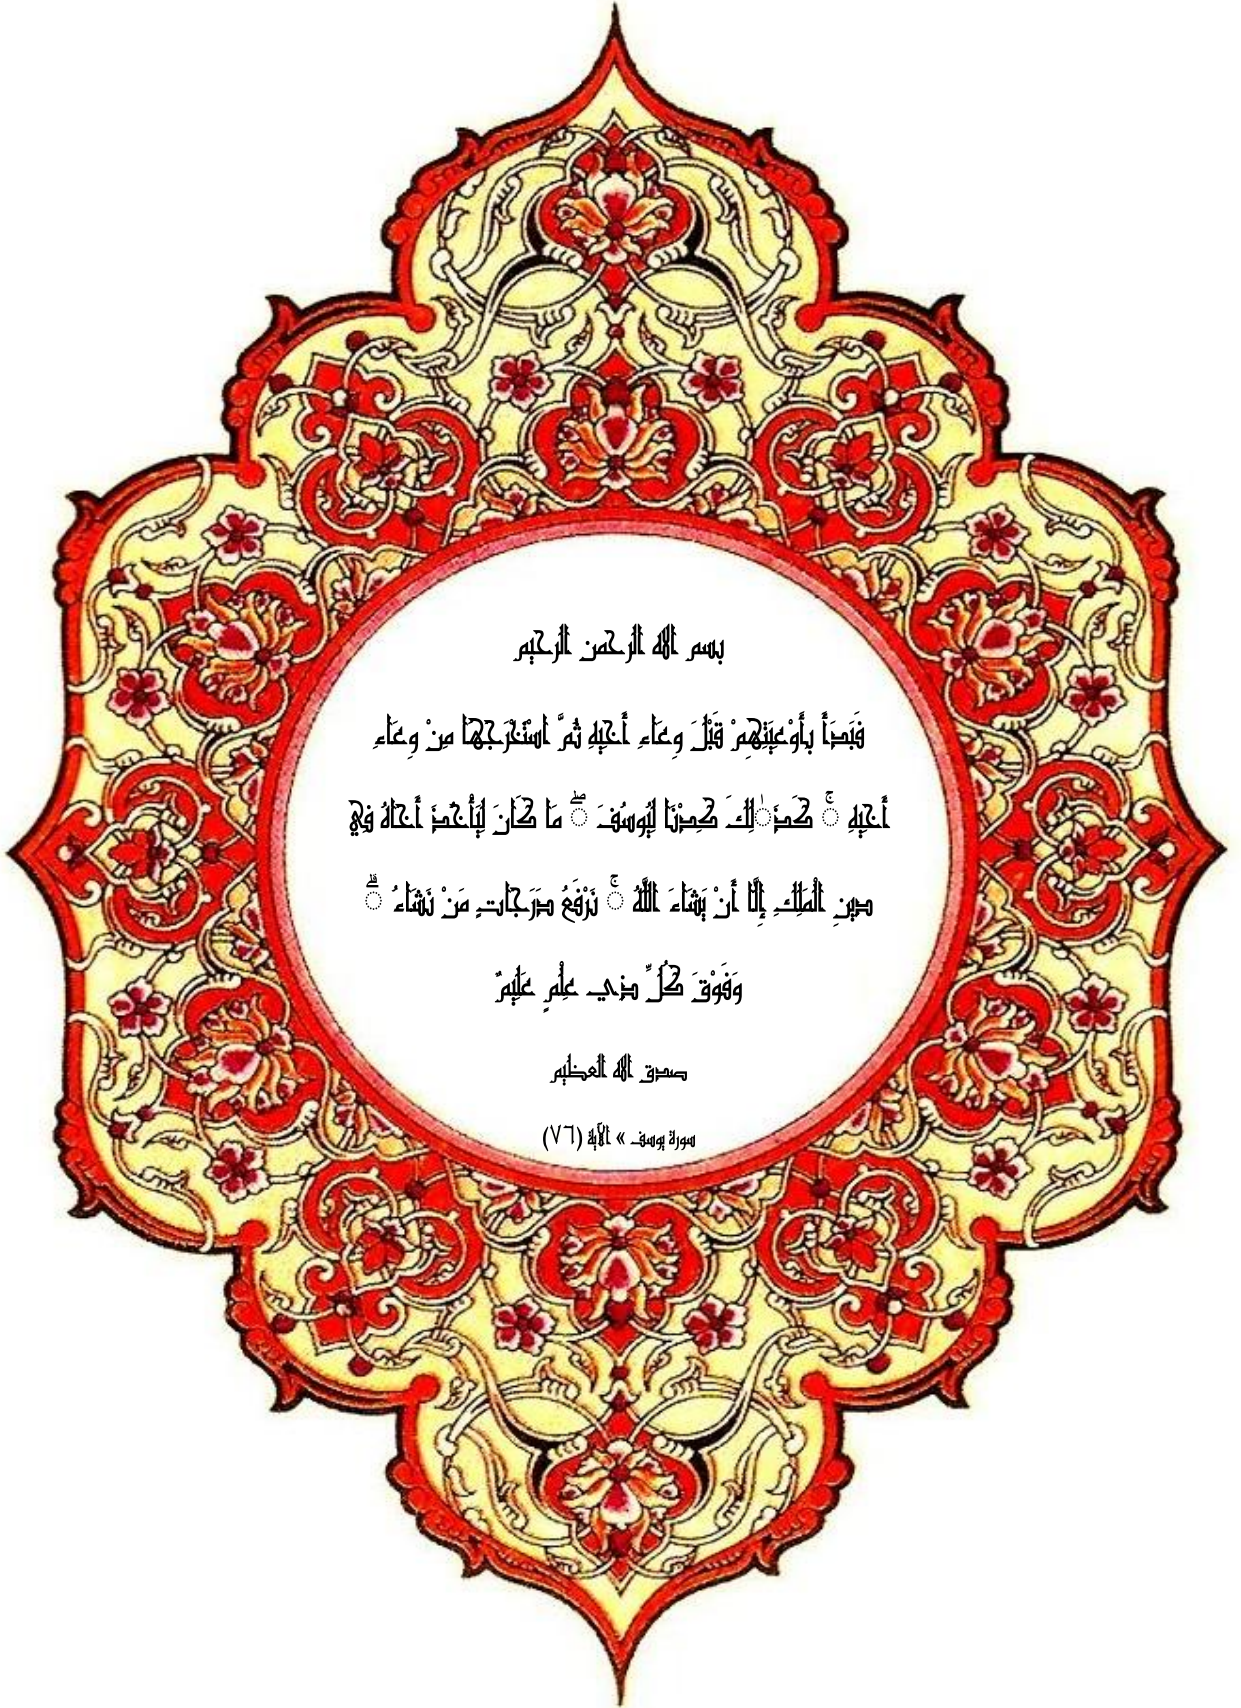 بسم الله الرحمن الرحيم
فَبَدَأَ بِأَوْعِيَتِهِمْ قَبْلَ وِعَاءِ أَخِيهِ ثُمَّ اسْتَخْرَجَهَا مِنْ وِعَاءِ
أَخِيهِ ۚ كَذَٰلِكَ كِدْنَا لِيُوسُفَ ۖ مَا كَانَ لِيَأْخُذَ أَخَاهُ فِي
دِينِ الْمَلِكِ إِلَّا أَنْ يَشَاءَ اللَّهُ ۚ نَرْفَعُ دَرَجَاتٍ مَنْ نَشَاءُ ۗ
وَفَوْقَ كُلِّ ذِي عِلْمٍ عَلِيمٌ
صدق الله العظيم
سورة يوسف » الآية (٧٦)